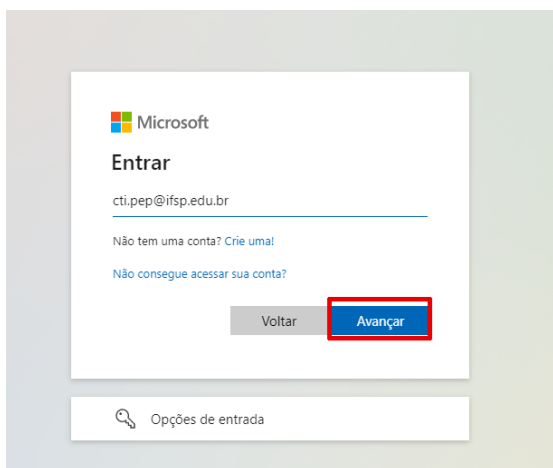 Microsoft
Entrar
cti.pep@ifsp.edu.br
Não tem uma conta? Crie uma!
Não consegue acessar sua conta?
Voltar Avançar
Opções de entrada